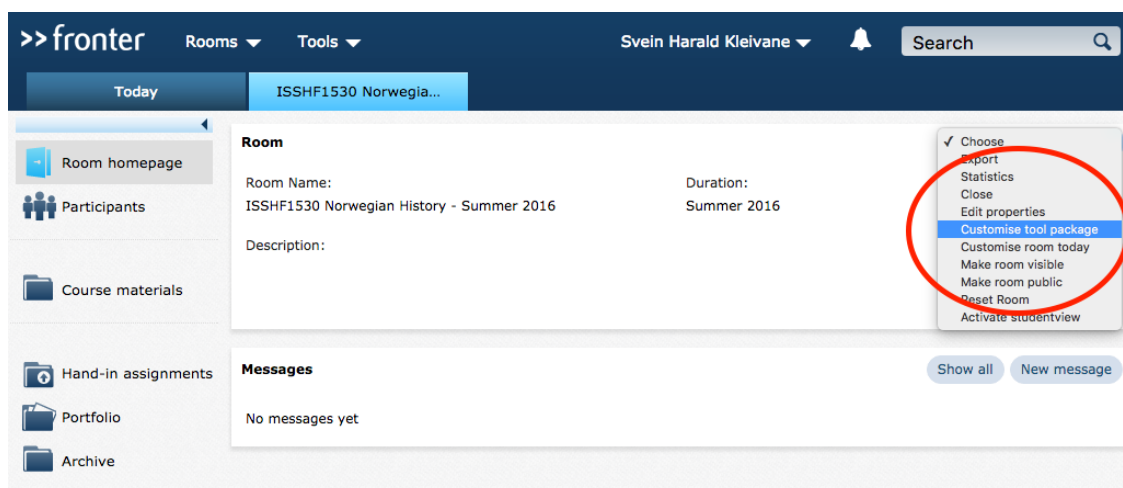 >>fronter Rooms Tools Svein Harald Kleivane Search
Today ISSHF1530 Norwegia...
Room homepage
Participants
Course materials
Hand-in assignments
Portfolio
Archive
Room
Room Name: Duration:
ISSHF1530 Norwegian History - Summer 2016 Summer 2016
Description:
✓ Choose
Export
Statistics
Close
Edit properties
Customise tool package
Customise room today
Make room visible
Make room public
Reset Room
Activate studentview
Messages Show all New message
No messages yet